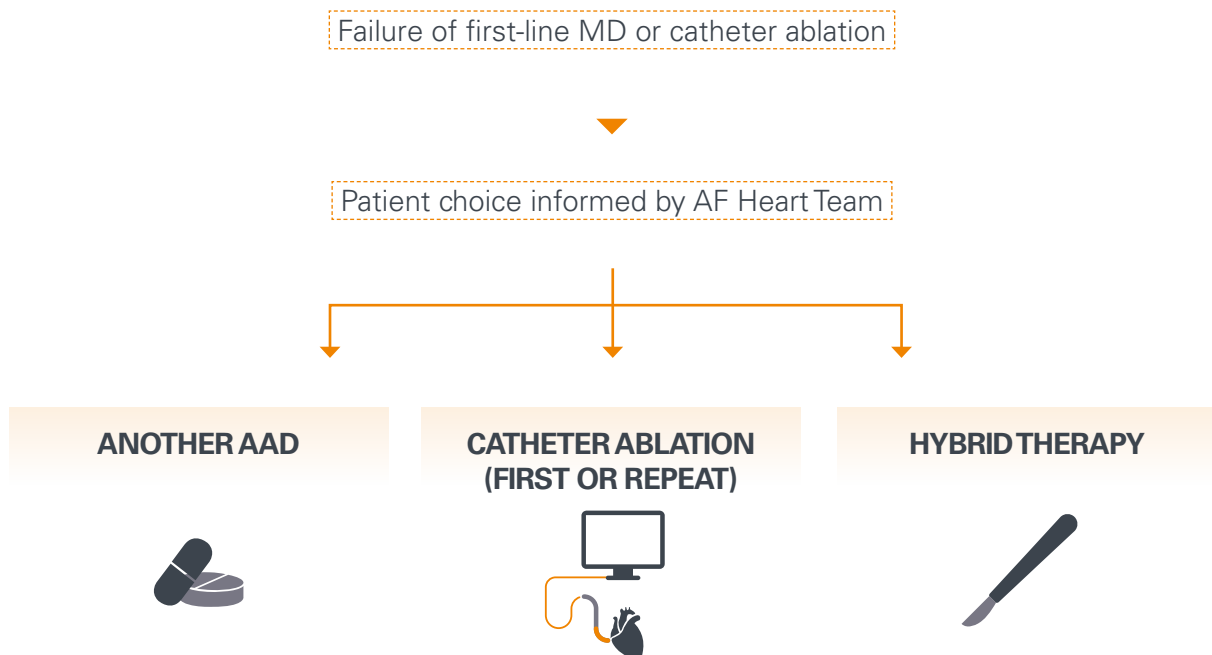 Failure of first-line MD or catheter ablation
Patient choice informed by AF Heart Team
ANOTHER AAD
CATHETER ABLATION
(FIRST OR REPEAT)
HYBRID THERAPY